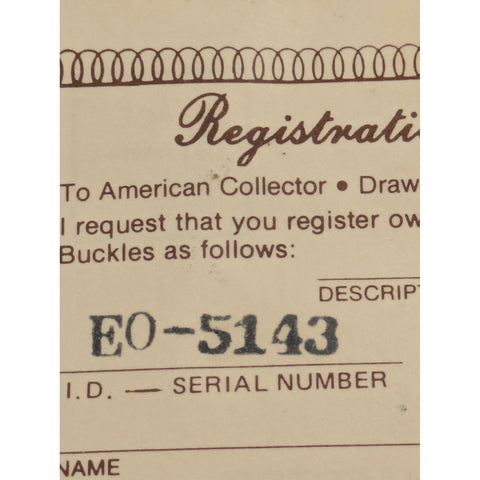 Registrati
To American Collector • Draw
I request that you register ow
Buckles as follows:
DESCRIPT
EO-5143
I.D. — SERIAL NUMBER
NAME